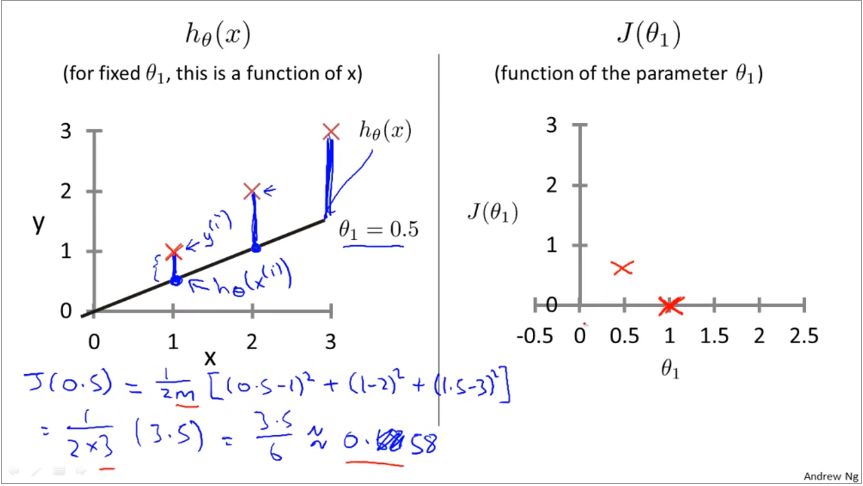 h_θ(x)
(for fixed θ₁, this is a function of x)
3
2
1
0
y
0 1 2 3
x
h_θ(x)
θ₁ = 0.5
y^(i)
h_θ(x^(i))
J(θ₁)
(function of the parameter θ₁)
3
2
1
0
J(θ₁)
-0.5 0 0.5 1 1.5 2 2.5
θ₁
J(0.5) = 1/2m [(0.5-1)² + (1-2)² + (1.5-3)²]
= 1/(2×3) (3.5) = 3.5/6 ≈ 0.58
Andrew Ng